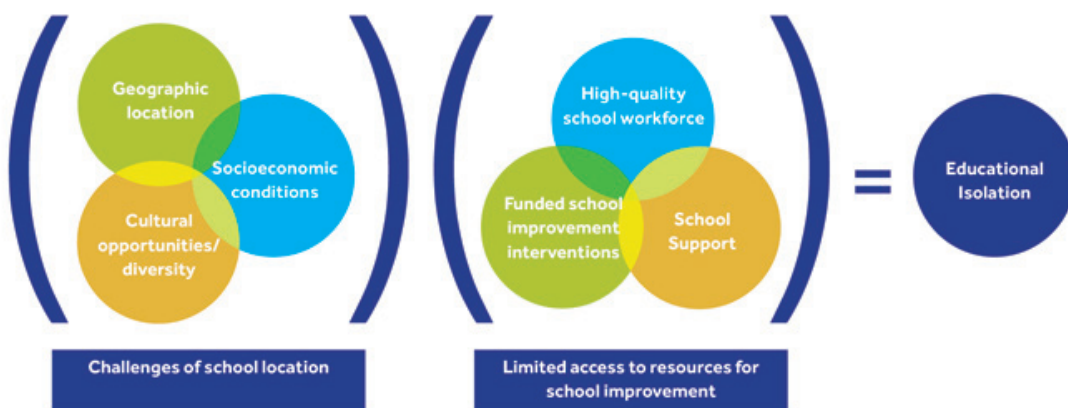 Geographic
location
Socioeconomic
conditions
Cultural
opportunities/
diversity
High-quality
school workforce
Funded school
improvement
interventions
School
Support
=
Educational
Isolation
Challenges of school location
Limited access to resources for
school improvement